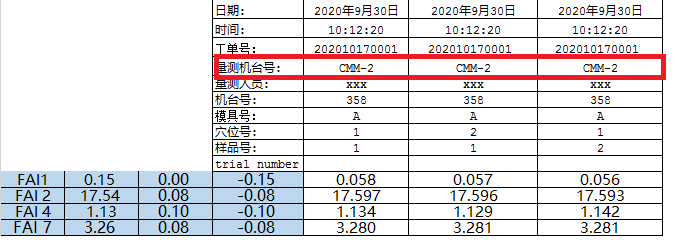 日期: 2020年9月30日 2020年9月30日 2020年9月30日
时间: 10:12:20 10:12:20 10:12:20
工单号: 202010170001 202010170001 202010170001
量测机台号: CMM-2 CMM-2 CMM-2
量测人员: xxx xxx xxx
机台号: 358 358 358
模具号: A A A
穴位号: 1 2 1
样品号: 1 1 2
trial number
FAI1 0.15 0.00 -0.15 0.058 0.057 0.056
FAI 2 17.54 0.08 -0.08 17.597 17.596 17.593
FAI 4 1.13 0.10 -0.10 1.134 1.129 1.142
FAI 7 3.26 0.08 -0.08 3.280 3.281 3.281